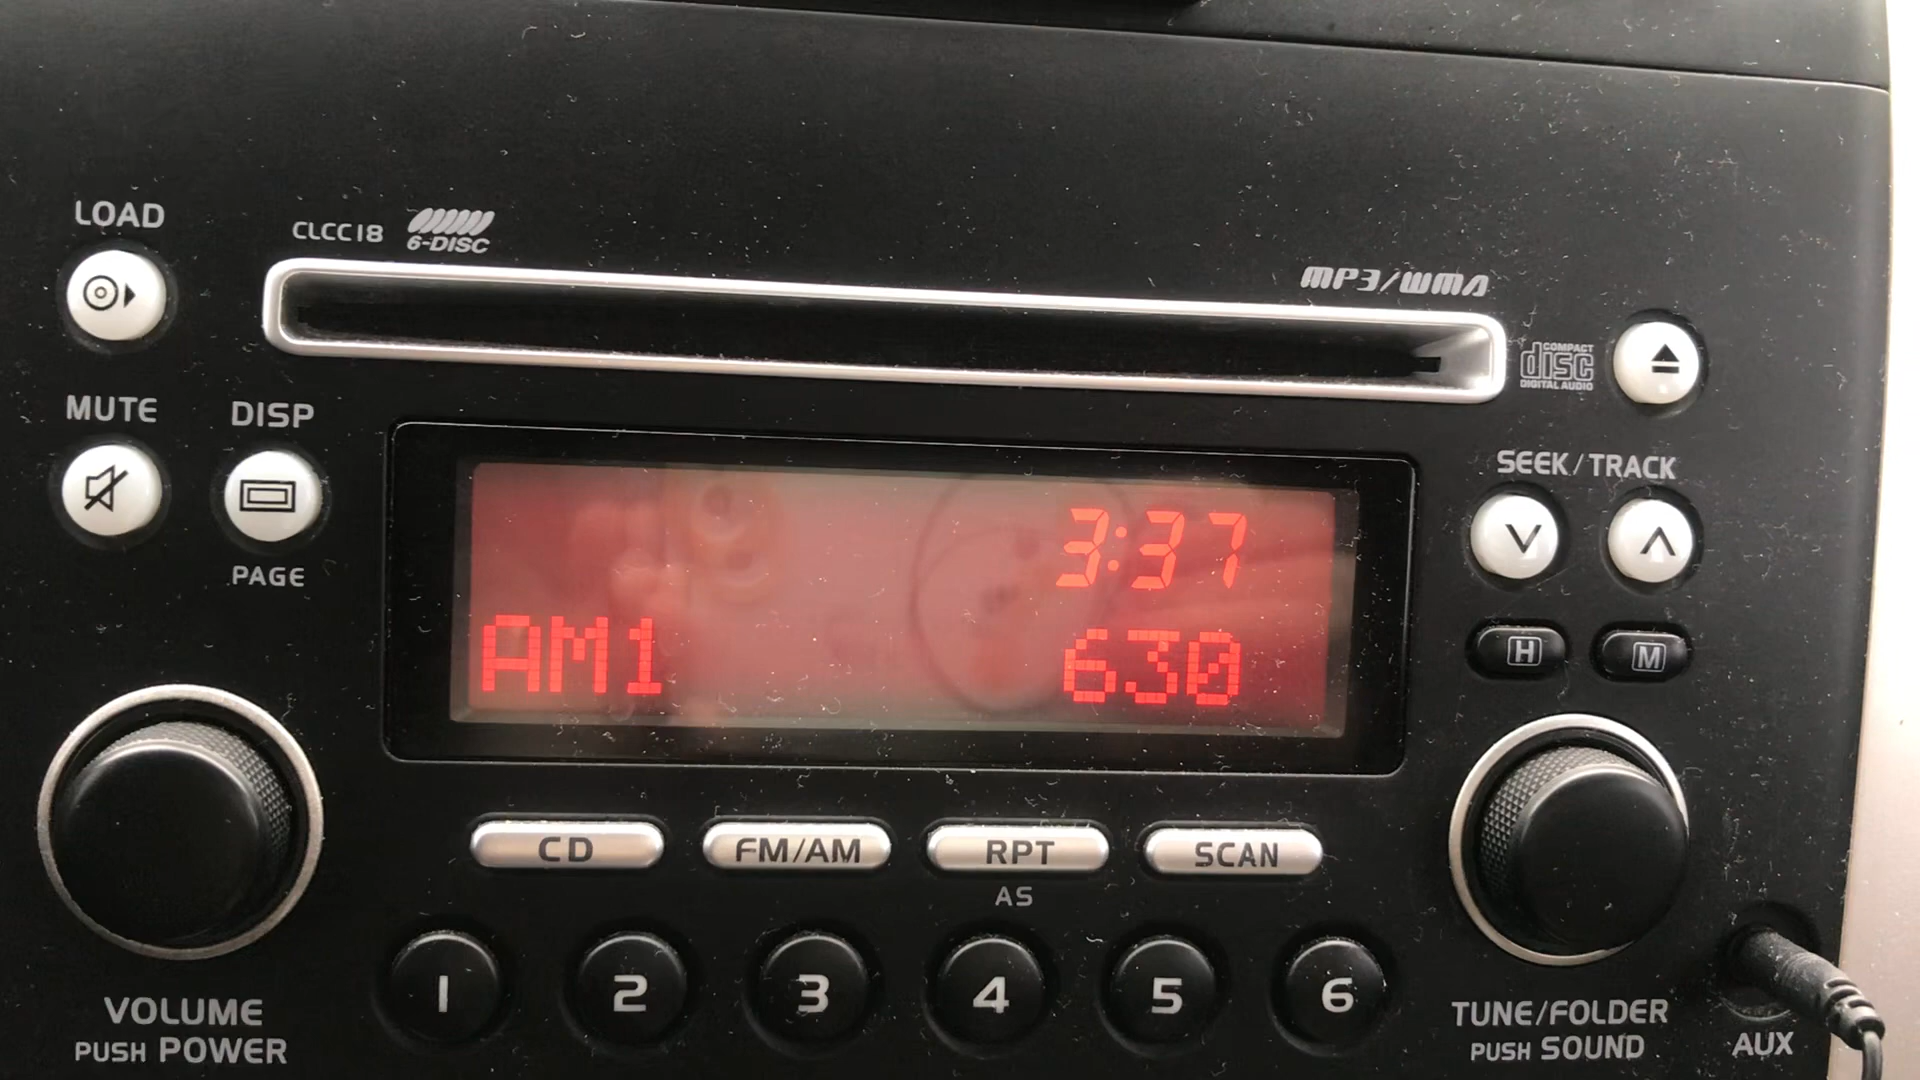 LOAD
CLCC18
6-DISC
MP3/WMA
COMPACT
disc
DIGITAL AUDIO
MUTE
DISP
PAGE
SEEK/TRACK
3:37
AM1 630
H M
CD FM/AM RPT SCAN
AS
1 2 3 4 5 6
VOLUME
PUSH POWER
TUNE/FOLDER
PUSH SOUND
AUX